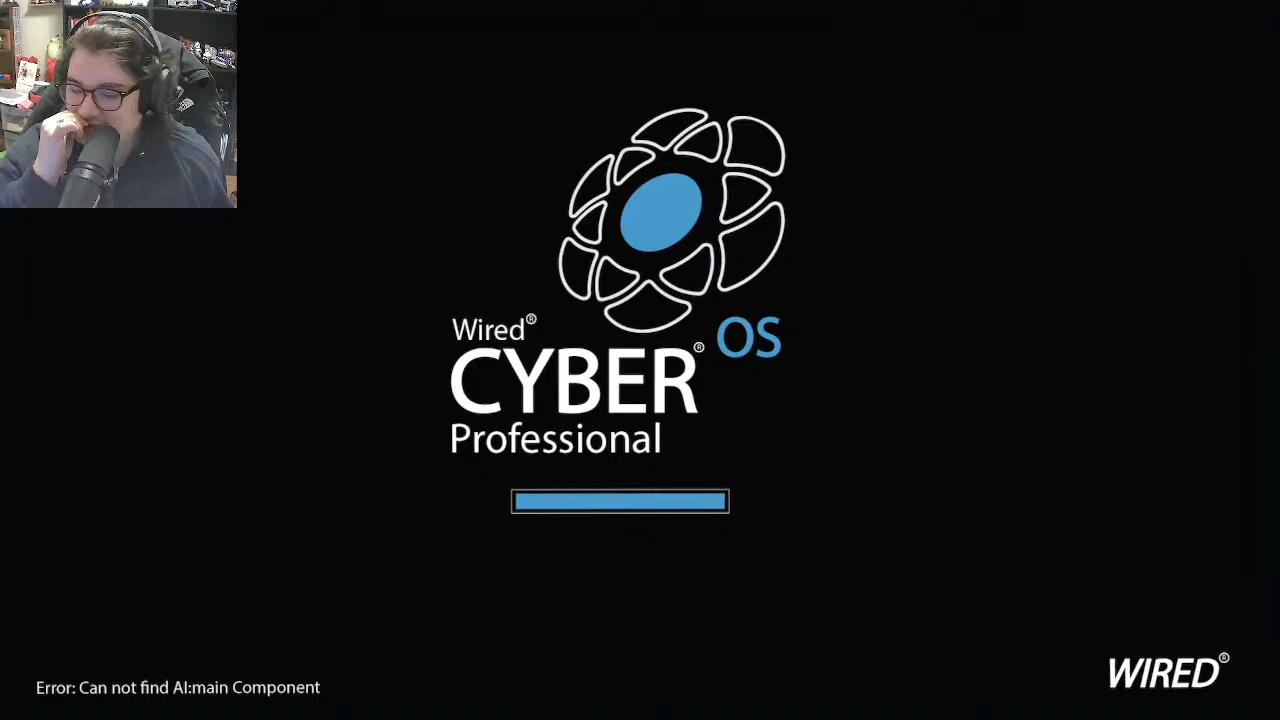 Wired®
CYBER® OS
Professional
Error: Can not find AI:main Component
WIRED®